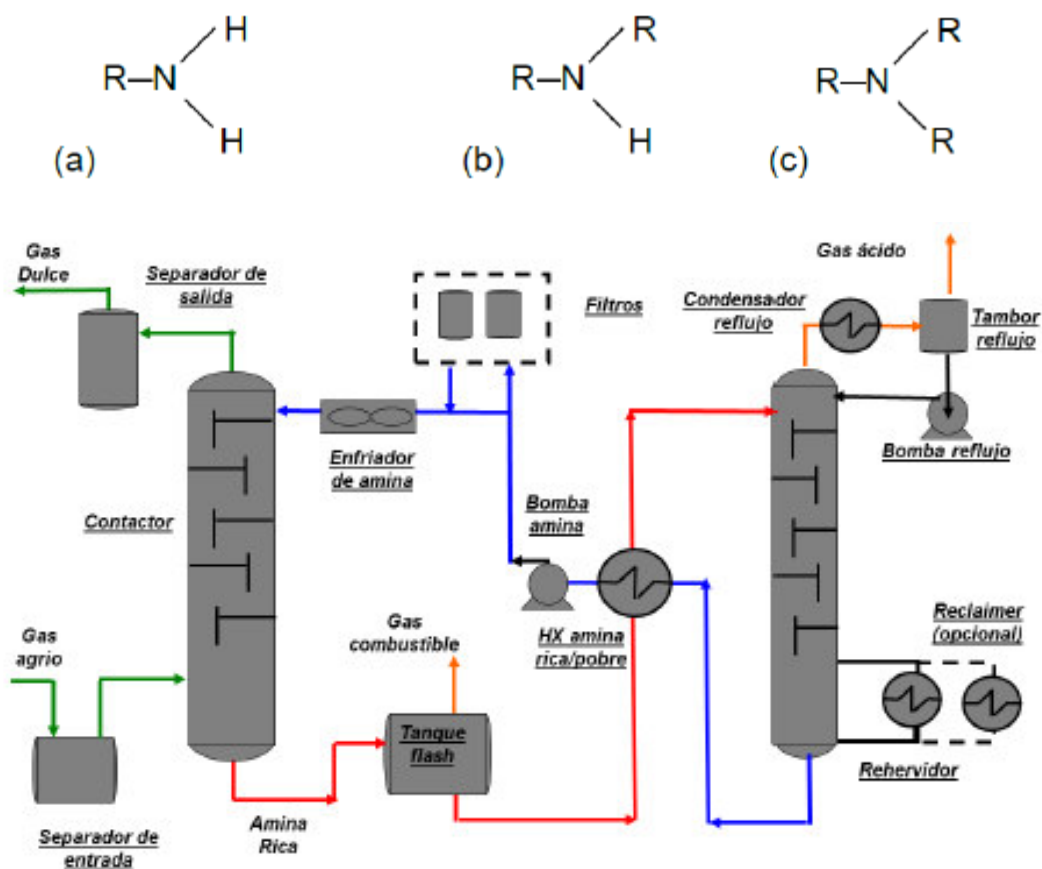 H
R—N
H
(a)
R
R—N
H
(b)
R
R—N
R
(c)
Gas
Dulce
Separador de
salida
Filtros
Gas ácido
Condensador
reflujo
Tambor
reflujo
Bomba reflujo
Enfriador
de amina
Contactor
Bomba
amina
Gas
agrio
Gas
combustible
HX amina
rica/pobre
Reclaimer
(opcional)
Tanque
flash
Rehervidor
Amina
Rica
Separador de
entrada